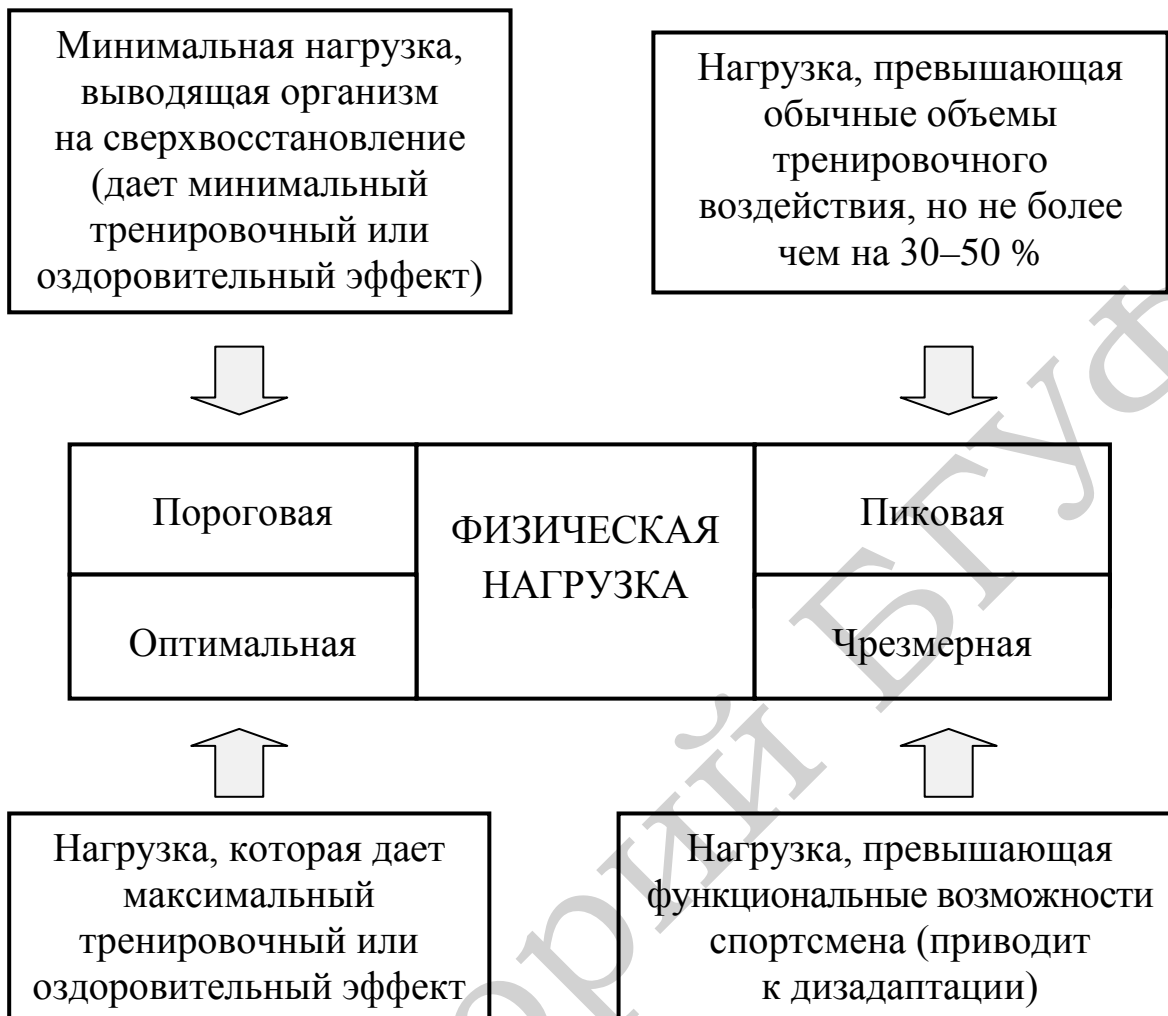 Минимальная нагрузка,
выводящая организм
на сверхвосстановление
(дает минимальный
тренировочный или
оздоровительный эффект)
Нагрузка, превышающая
обычные объемы
тренировочного
воздействия, но не более
чем на 30–50 %
Пороговая
ФИЗИЧЕСКАЯ
НАГРУЗКА
Пиковая
Оптимальная
Чрезмерная
Нагрузка, которая дает
максимальный
тренировочный или
оздоровительный эффект
Нагрузка, превышающая
функциональные возможности
спортсмена (приводит
к дизадаптации)